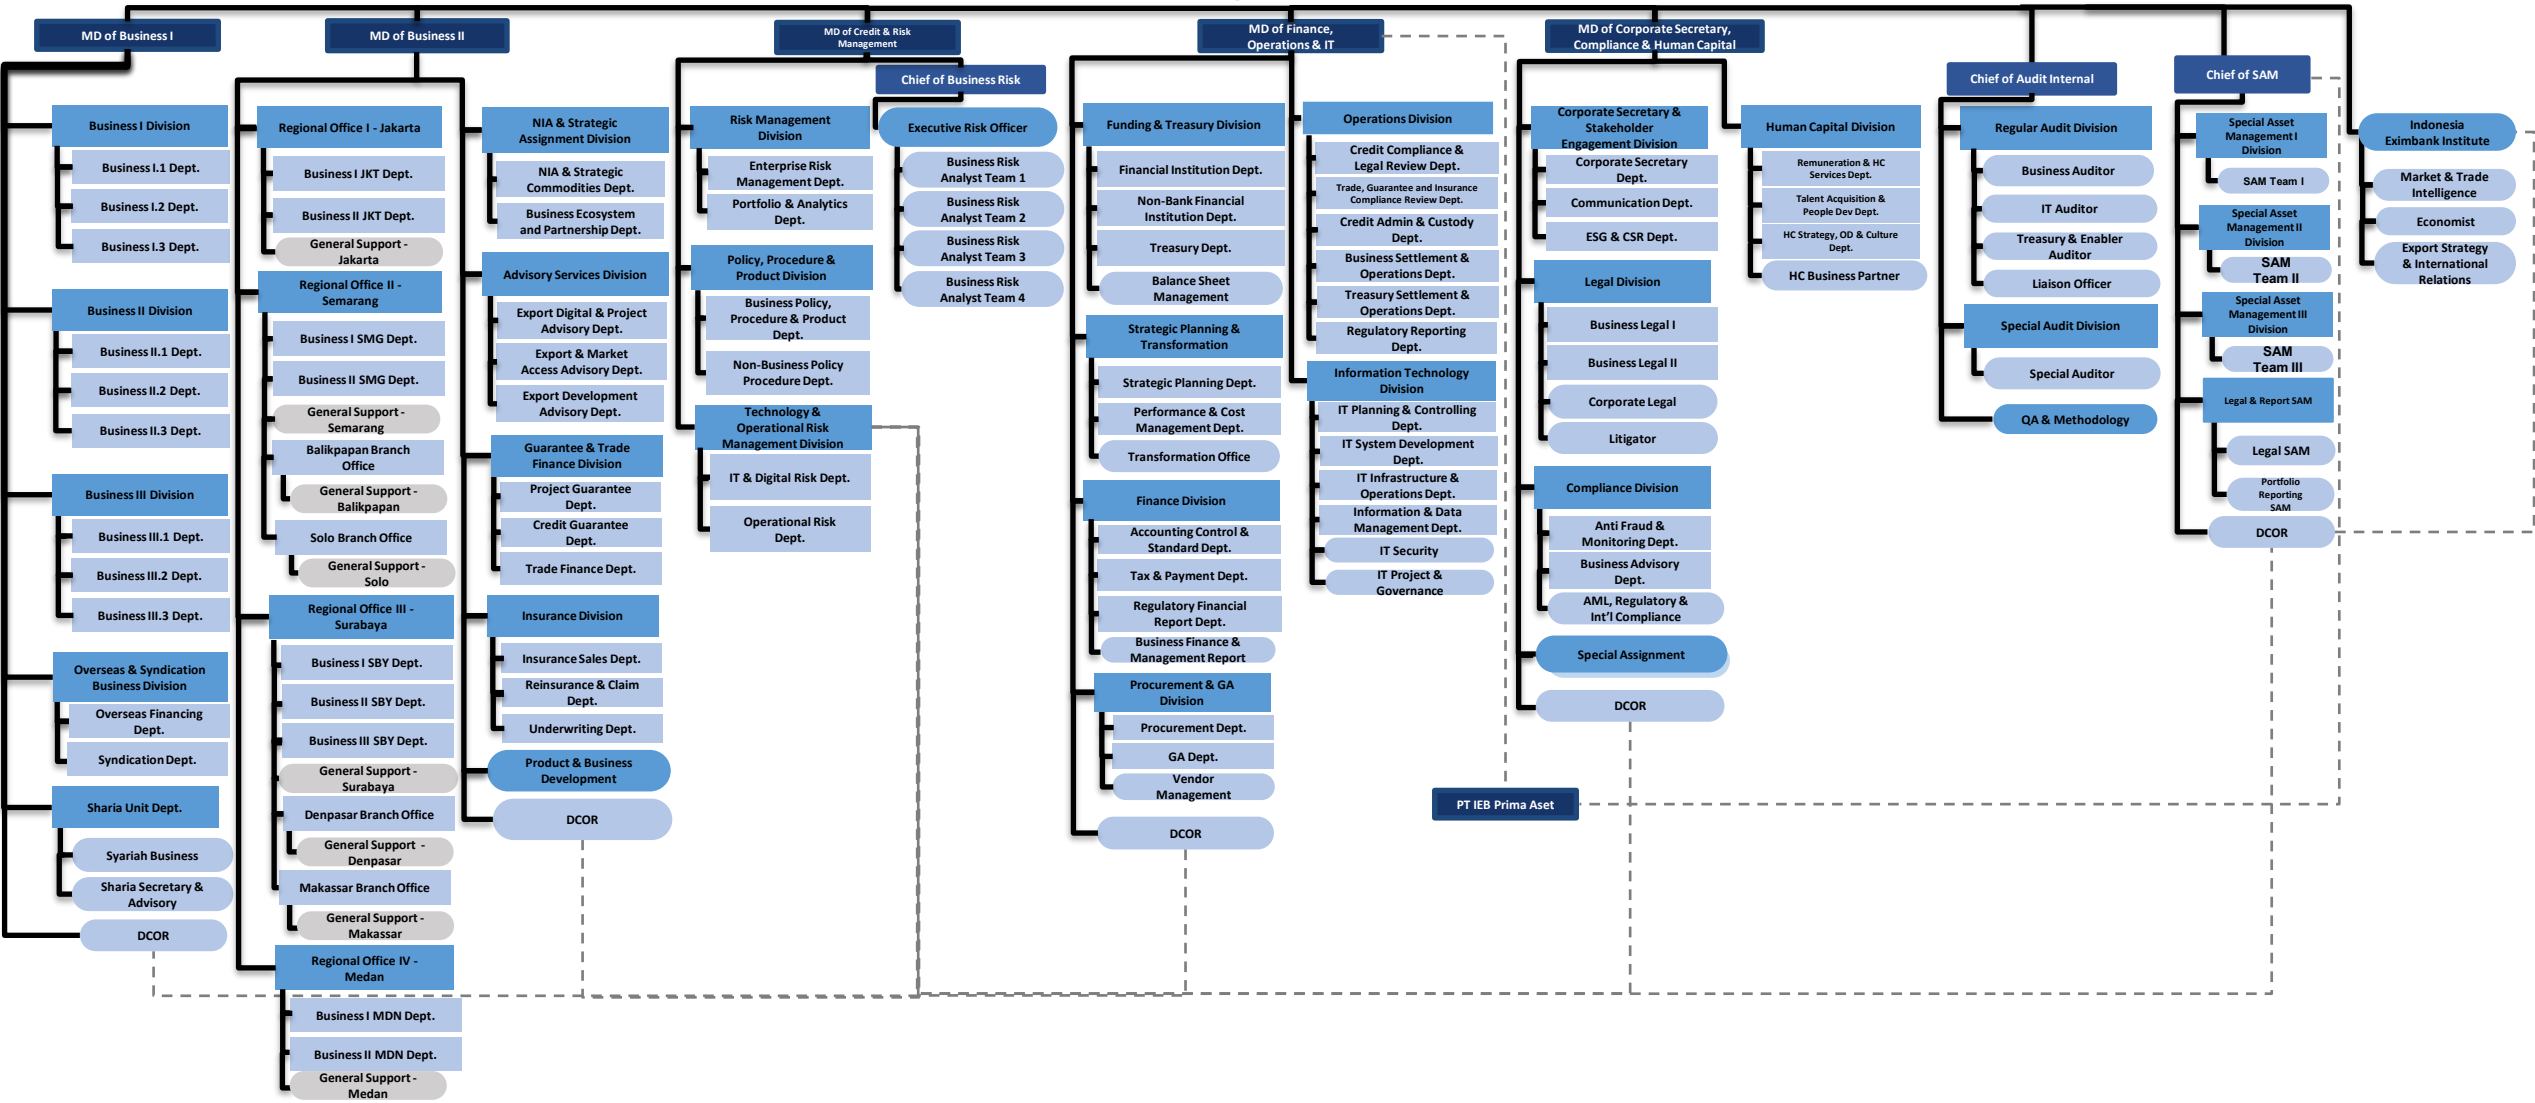 MD of Business I
MD of Business II
MD of Credit & Risk
Management
MD of Finance,
Operations & IT
MD of Corporate Secretary,
Compliance & Human Capital
Chief of Business Risk
Chief of Audit Internal
Chief of SAM
Business I Division
Business I.1 Dept.
Business I.2 Dept.
Business I.3 Dept.
Business II Division
Business II.1 Dept.
Business II.2 Dept.
Business II.3 Dept.
Business III Division
Business III.1 Dept.
Business III.2 Dept.
Business III.3 Dept.
Overseas & Syndication
Business Division
Overseas Financing
Dept.
Syndication Dept.
Sharia Unit Dept.
Syariah Business
Sharia Secretary &
Advisory
DCOR
Regional Office I - Jakarta
Business I JKT Dept.
Business II JKT Dept.
General Support -
Jakarta
Regional Office II -
Semarang
Business I SMG Dept.
Business II SMG Dept.
General Support -
Semarang
Balikpapan Branch
Office
General Support -
Balikpapan
Solo Branch Office
General Support -
Solo
Regional Office III -
Surabaya
Business I SBY Dept.
Business II SBY Dept.
Business III SBY Dept.
General Support -
Surabaya
Denpasar Branch Office
General Support -
Denpasar
Makassar Branch Office
General Support -
Makassar
Regional Office IV -
Medan
Business I MDN Dept.
Business II MDN Dept.
General Support -
Medan
NIA & Strategic
Assignment Division
NIA & Strategic
Commodities Dept.
Business Ecosystem
and Partnership Dept.
Advisory Services Division
Export Digital & Project
Advisory Dept.
Export & Market
Access Advisory Dept.
Export Development
Advisory Dept.
Guarantee & Trade
Finance Division
Project Guarantee
Dept.
Credit Guarantee
Dept.
Trade Finance Dept.
Insurance Division
Insurance Sales Dept.
Reinsurance & Claim
Dept.
Underwriting Dept.
Product & Business
Development
DCOR
Risk Management
Division
Enterprise Risk
Management Dept.
Portfolio & Analytics
Dept.
Policy, Procedure &
Product Division
Business Policy,
Procedure & Product
Dept.
Non-Business Policy
Procedure Dept.
Technology &
Operational Risk
Management Division
IT & Digital Risk Dept.
Operational Risk
Dept.
Executive Risk Officer
Business Risk
Analyst Team 1
Business Risk
Analyst Team 2
Business Risk
Analyst Team 3
Business Risk
Analyst Team 4
Funding & Treasury Division
Financial Institution Dept.
Non-Bank Financial
Institution Dept.
Treasury Dept.
Balance Sheet
Management
Strategic Planning &
Transformation
Strategic Planning Dept.
Performance & Cost
Management Dept.
Transformation Office
Finance Division
Accounting Control &
Standard Dept.
Tax & Payment Dept.
Regulatory Financial
Report Dept.
Business Finance &
Management Report
Procurement & GA
Division
Procurement Dept.
GA Dept.
Vendor
Management
DCOR
Operations Division
Credit Compliance &
Legal Review Dept.
Trade, Guarantee and Insurance
Compliance Review Dept.
Credit Admin & Custody
Dept.
Business Settlement &
Operations Dept.
Treasury Settlement &
Operations Dept.
Regulatory Reporting
Dept.
Information Technology
Division
IT Planning & Controlling
Dept.
IT System Development
Dept.
IT Infrastructure &
Operations Dept.
Information & Data
Management Dept.
IT Security
IT Project &
Governance
PT IEB Prima Aset
Corporate Secretary &
Stakeholder
Engagement Division
Corporate Secretary
Dept.
Communication Dept.
ESG & CSR Dept.
Legal Division
Business Legal I
Business Legal II
Corporate Legal
Litigator
Compliance Division
Anti Fraud &
Monitoring Dept.
Business Advisory
Dept.
AML, Regulatory &
Int'l Compliance
Special Assignment
DCOR
Human Capital Division
Remuneration & HC
Services Dept.
Talent Acquisition &
People Dev Dept.
HC Strategy, OD & Culture
Dept.
HC Business Partner
Regular Audit Division
Business Auditor
IT Auditor
Treasury & Enabler
Auditor
Liaison Officer
Special Audit Division
Special Auditor
QA & Methodology
Special Asset
Management I
Division
SAM Team I
Special Asset
Management II
Division
SAM
Team II
Special Asset
Management III
Division
SAM
Team III
Legal & Report SAM
Legal SAM
Portfolio
Reporting
SAM
DCOR
Indonesia
Eximbank Institute
Market & Trade
Intelligence
Economist
Export Strategy
& International
Relations